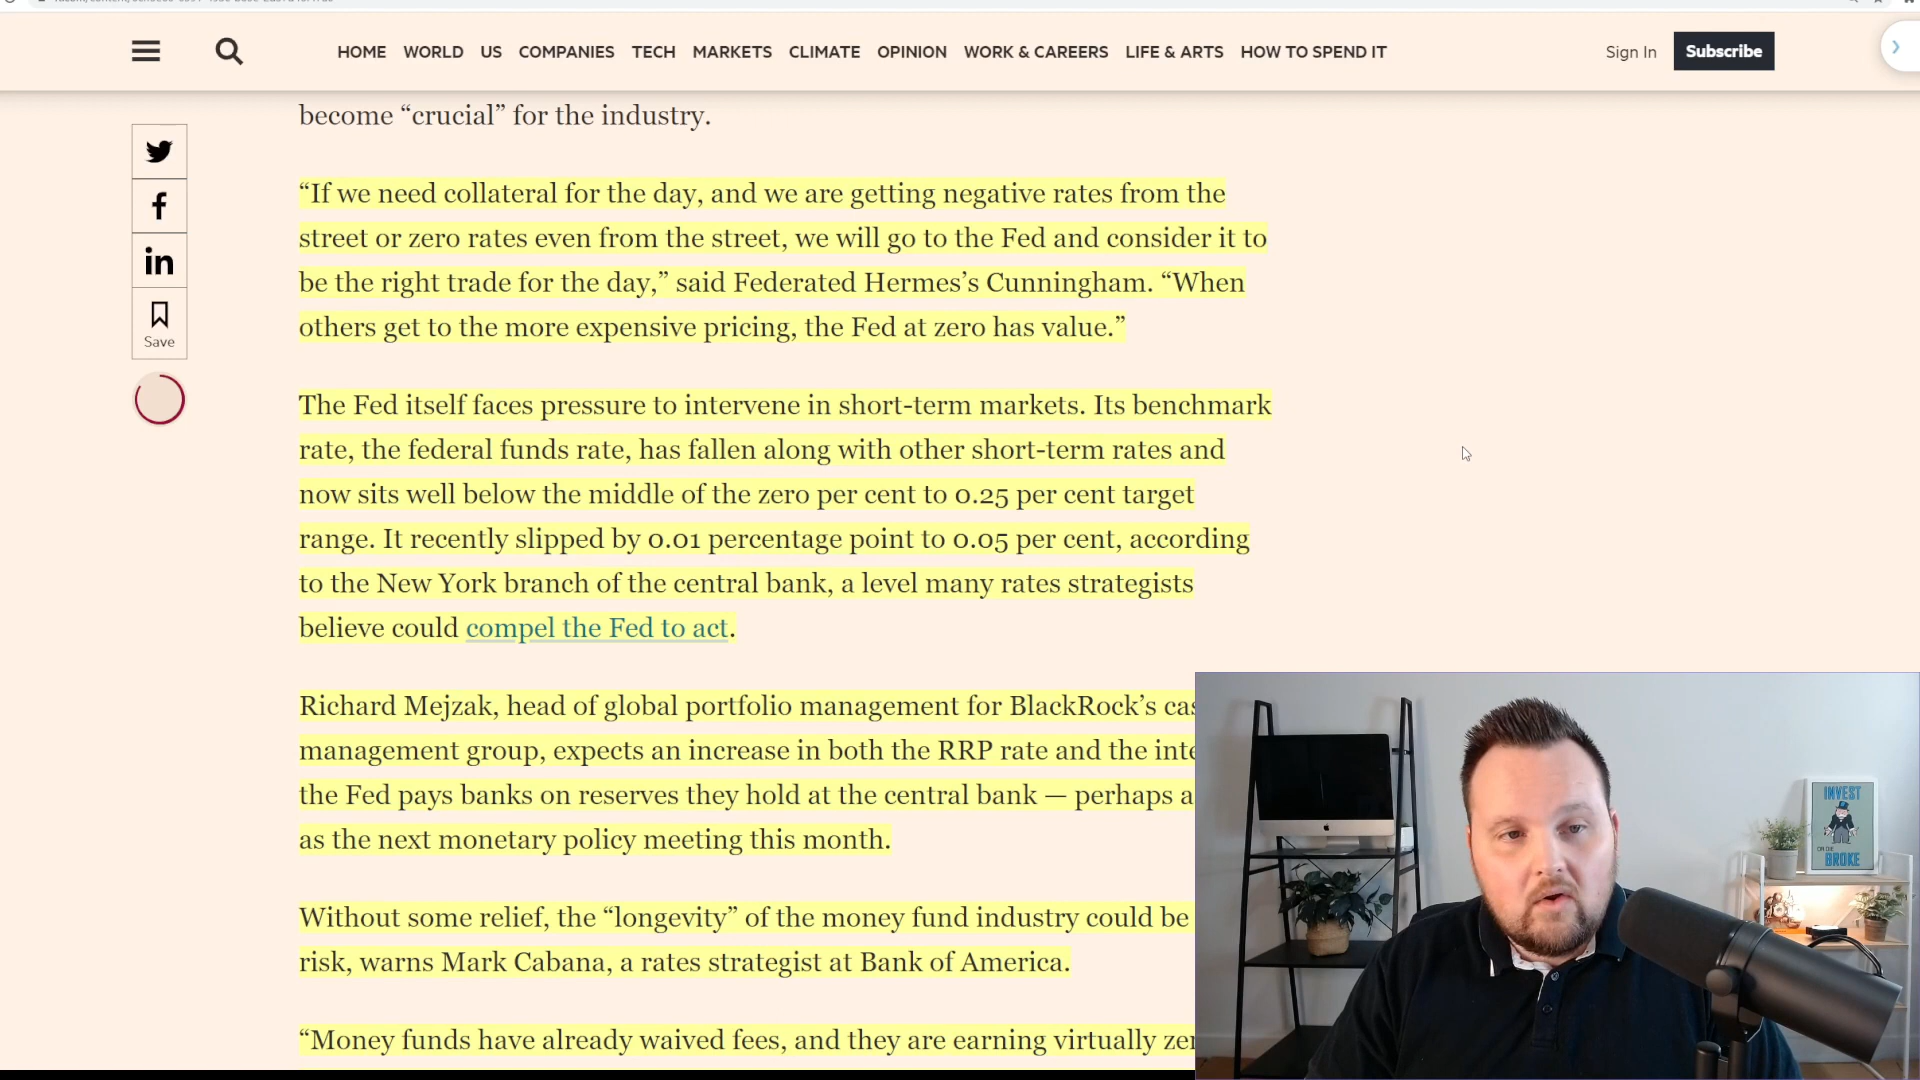 HOME WORLD US COMPANIES TECH MARKETS CLIMATE OPINION WORK & CAREERS LIFE & ARTS HOW TO SPEND IT Sign In Subscribe
become “crucial” for the industry.
“If we need collateral for the day, and we are getting negative rates from the
street or zero rates even from the street, we will go to the Fed and consider it to
be the right trade for the day,” said Federated Hermes’s Cunningham. “When
others get to the more expensive pricing, the Fed at zero has value.”
Save
The Fed itself faces pressure to intervene in short-term markets. Its benchmark
rate, the federal funds rate, has fallen along with other short-term rates and
now sits well below the middle of the zero per cent to 0.25 per cent target
range. It recently slipped by 0.01 percentage point to 0.05 per cent, according
to the New York branch of the central bank, a level many rates strategists
believe could compel the Fed to act.
Richard Mejzak, head of global portfolio management for BlackRock’s cas
management group, expects an increase in both the RRP rate and the inte
the Fed pays banks on reserves they hold at the central bank — perhaps a
as the next monetary policy meeting this month.
Without some relief, the “longevity” of the money fund industry could be
risk, warns Mark Cabana, a rates strategist at Bank of America.
“Money funds have already waived fees, and they are earning virtually zer
INVEST
OR DIE
BROKE